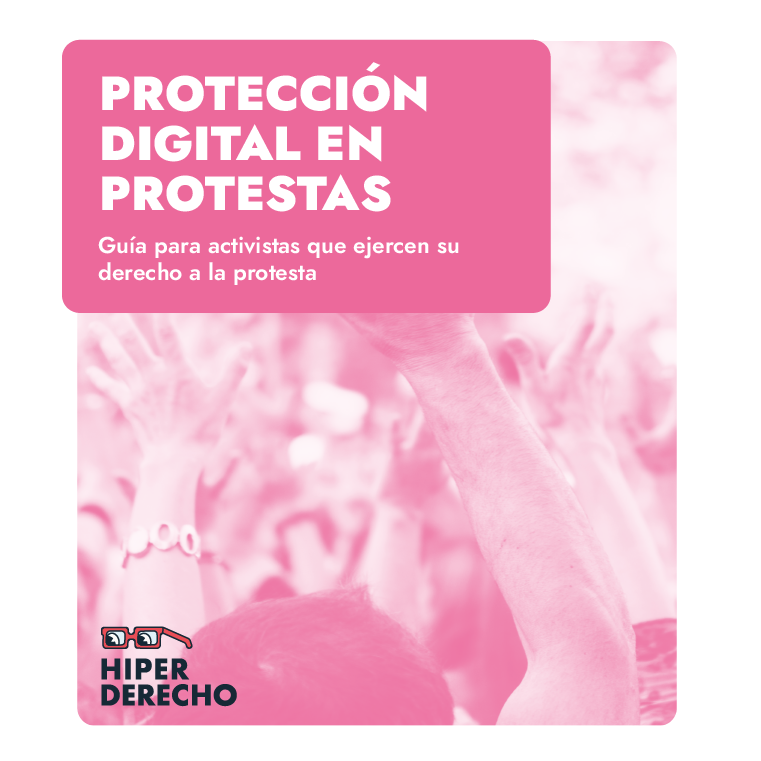 PROTECCIÓN
DIGITAL EN
PROTESTAS
Guía para activistas que ejercen su
derecho a la protesta
HIPER
DERECHO